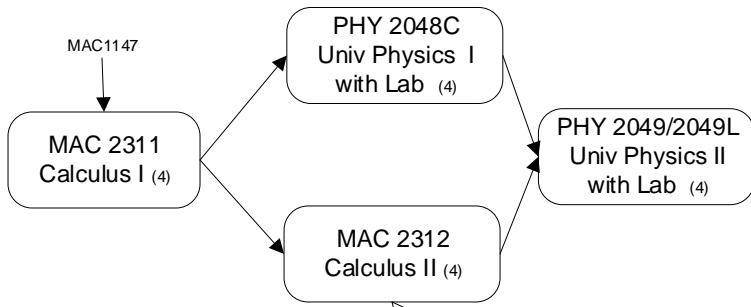 MAC1147
MAC 2311
Calculus I (4)
PHY 2048C
Univ Physics I
with Lab (4)
MAC 2312
Calculus II (4)
PHY 2049/2049L
Univ Physics II
with Lab (4)